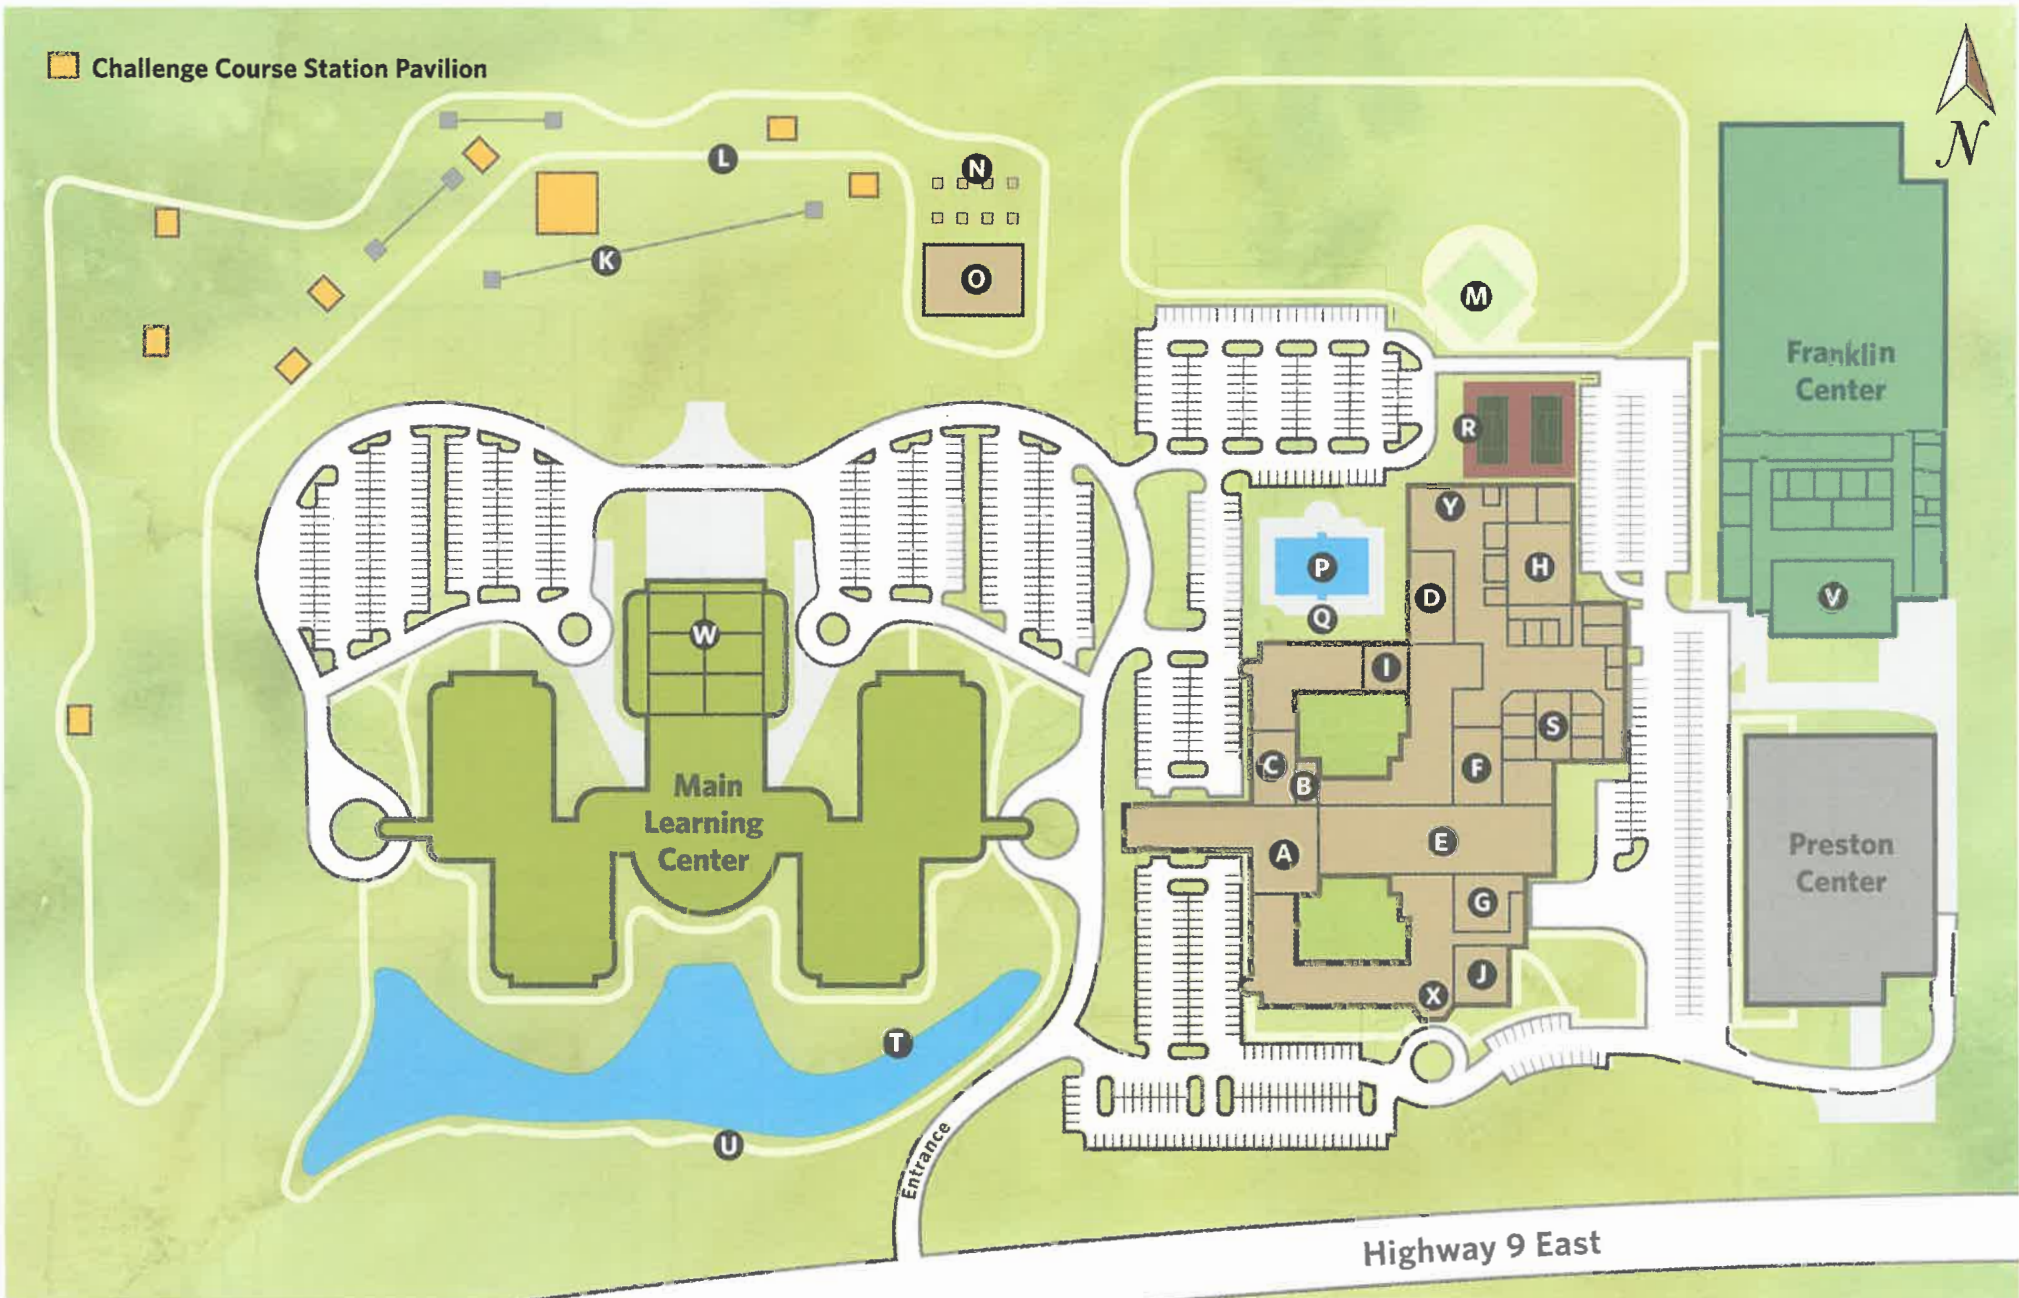 Challenge Course Station Pavilion
N
L
N
K
O
M
Franklin
Center
R
Y
P
H
D
V
Q
W
I
S
Main
Learning
Center
C
B
F
A
E
Preston
Center
G
J
X
T
U
Entrance
Highway 9 East